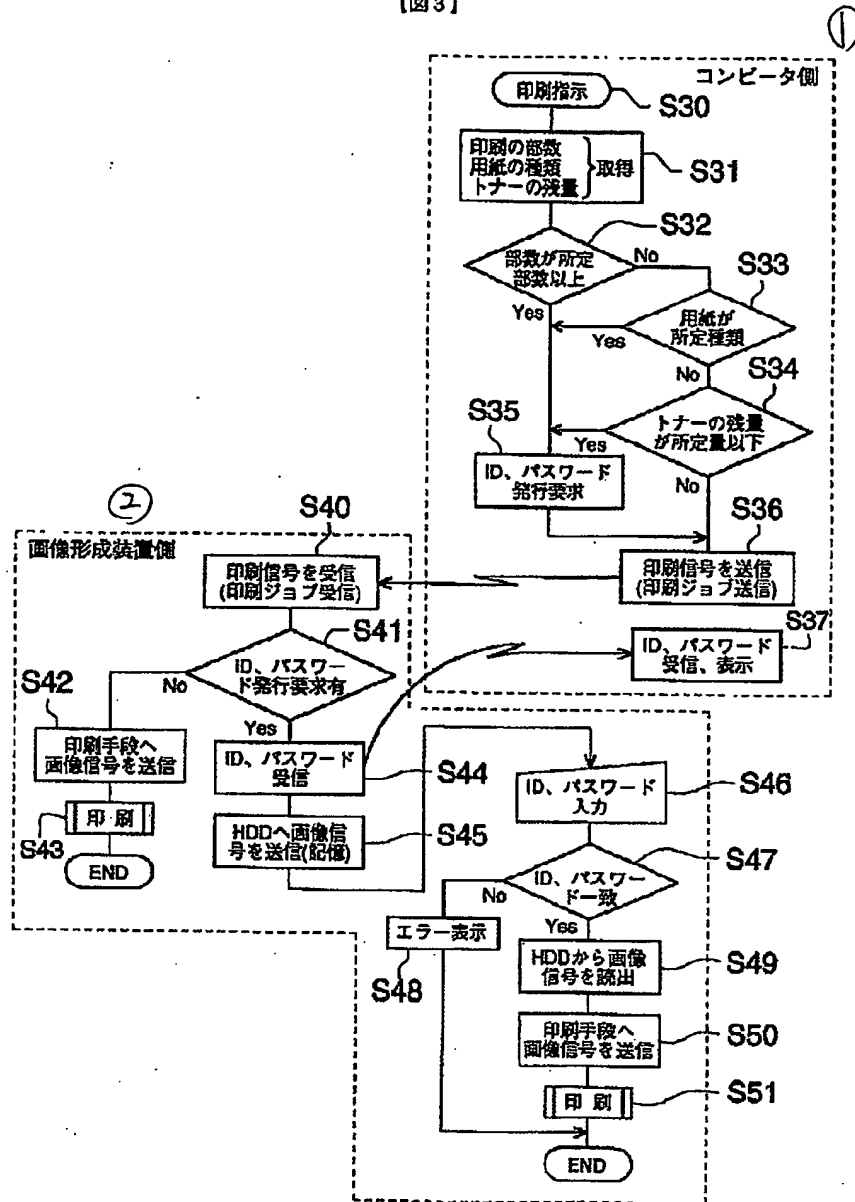 【図3】
①
コンピータ側
印刷指示
S30
印刷の部数
用紙の種類
トナーの残量
取得
S31
S32
部数が所定
部数以上
No
Yes
S33
用紙が
所定種類
Yes
No
S34
トナーの残量
が所定量以下
Yes
No
S35
ID、パスワード
発行要求
S36
印刷信号を送信
(印刷ジョブ送信)
S37
ID、パスワード
受信、表示
②
画像形成装置側
S40
印刷信号を受信
(印刷ジョブ受信)
S41
ID、パスワー
ド発行要求有
No
Yes
S42
印刷手段へ
画像信号を送信
印刷
S43
END
ID、パスワード
受信
S44
HDDへ画像信
号を送信(記憶)
S45
ID、パスワード
入力
S46
S47
ID、パスワー
ド一致
No
Yes
エラー表示
S48
HDDから画像
信号を読出
S49
印刷手段へ
画像信号を送信
S50
印刷
S51
END